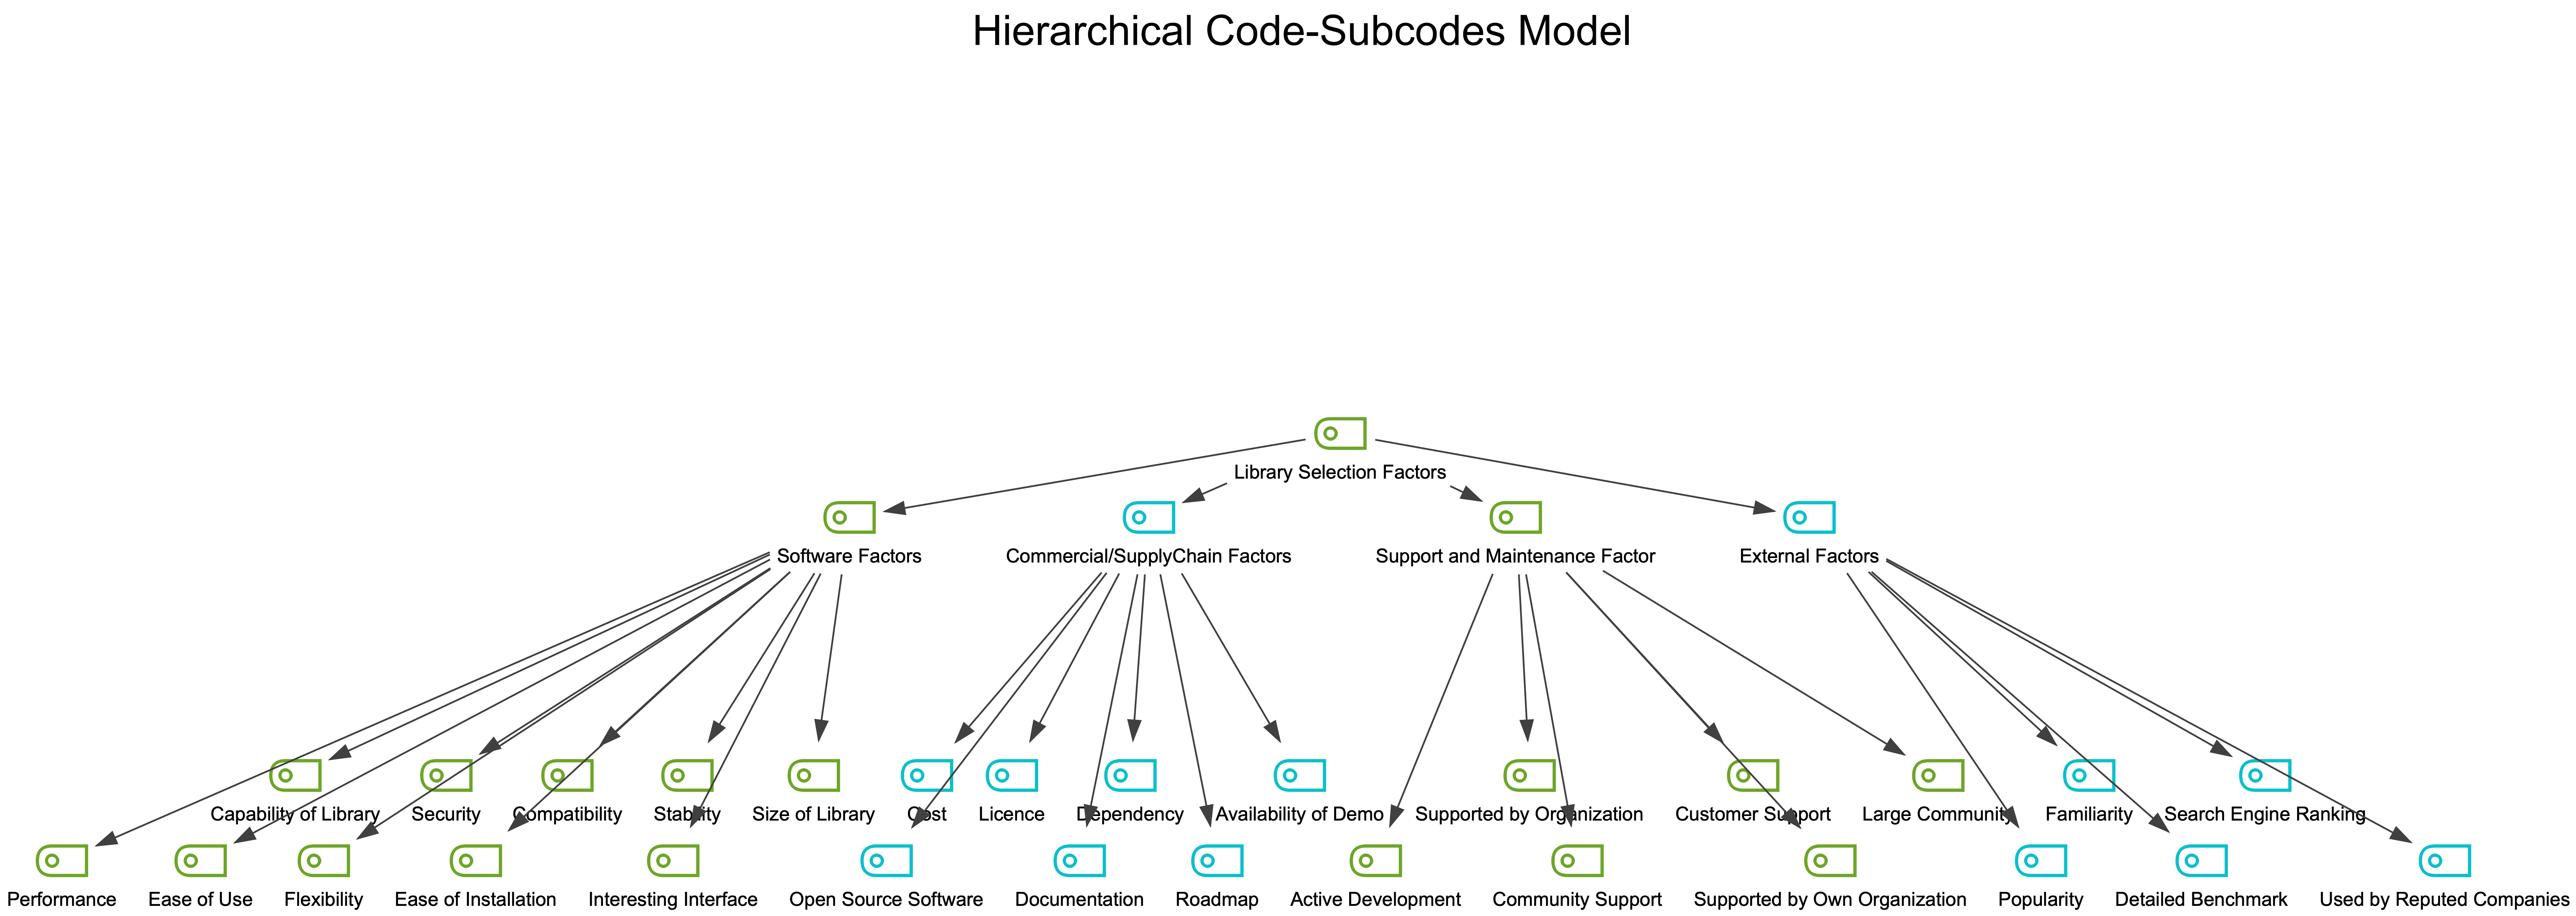 Hierarchical Code-Subcodes Model
Library Selection Factors
Software Factors
Commercial/SupplyChain Factors
Support and Maintenance Factor
External Factors
Capability of Library
Security
Compatibility
Stability
Size of Library
Cost
Licence
Dependency
Availability of Demo
Supported by Organization
Customer Support
Large Community
Familiarity
Search Engine Ranking
Performance
Ease of Use
Flexibility
Ease of Installation
Interesting Interface
Open Source Software
Documentation
Roadmap
Active Development
Community Support
Supported by Own Organization
Popularity
Detailed Benchmark
Used by Reputed Companies